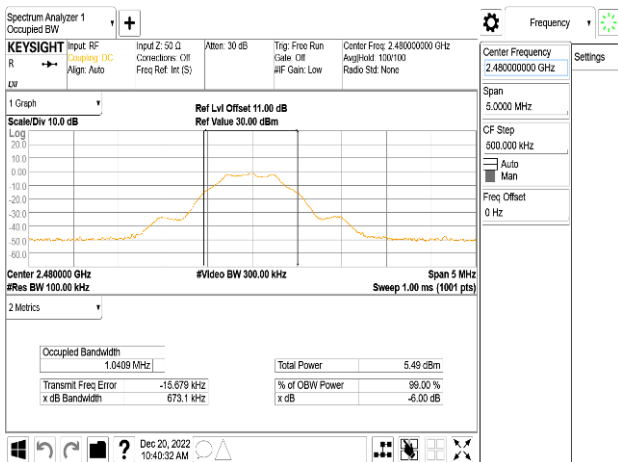 Spectrum Analyzer 1
Occupied BW
Frequency
KEYSIGHT
R
Input: RF
Coupling: DC
Align: Auto
Input Z: 50 Ω
Corrections: Off
Freq Ref: Int (S)
Atten: 30 dB
Trig: Free Run
Gate: Off
#IF Gain: Low
Center Freq: 2.480000000 GHz
Avg|Hold: 100/100
Radio Std: None
Center Frequency
2.480000000 GHz
Settings
Span
5.0000 MHz
CF Step
500.000 kHz
Auto
Man
Freq Offset
0 Hz
1 Graph
Scale/Div 10.0 dB
Ref Lvl Offset 11.00 dB
Ref Value 30.00 dBm
Log
20.0
10.0
0.00
-10.0
-20.0
-30.0
-40.0
-50.0
-60.0
Center 2.480000 GHz
#Res BW 100.00 kHz
#Video BW 300.00 kHz
Span 5 MHz
Sweep 1.00 ms (1001 pts)
2 Metrics
Occupied Bandwidth
1.0409 MHz
Total Power 5.49 dBm
Transmit Freq Error -15.679 kHz
% of OBW Power 99.00 %
x dB Bandwidth 673.1 kHz
x dB -6.00 dB
?
Dec 20, 2022
10:40:32 AM